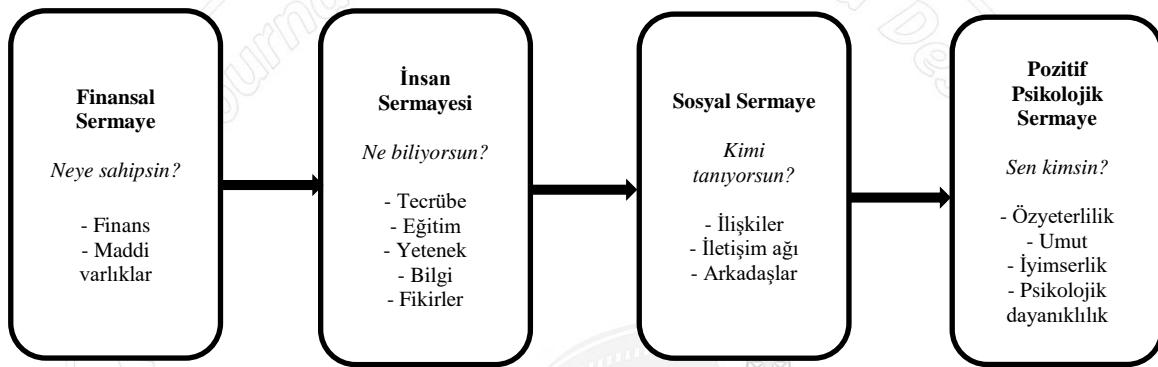 Finansal
Sermaye
Neye sahipsin?
- Finans
- Maddi
varlıklar
İnsan
Sermayesi
Ne biliyorsun?
- Tecrübe
- Eğitim
- Yetenek
- Bilgi
- Fikirler
Sosyal Sermaye
Kimi
tanıyorsun?
- İlişkiler
- İletişim ağı
- Arkadaşlar
Pozitif
Psikolojik
Sermaye
Sen kimsin?
- Özyeterlilik
- Umut
- İyimserlik
- Psikolojik
dayanıklılık